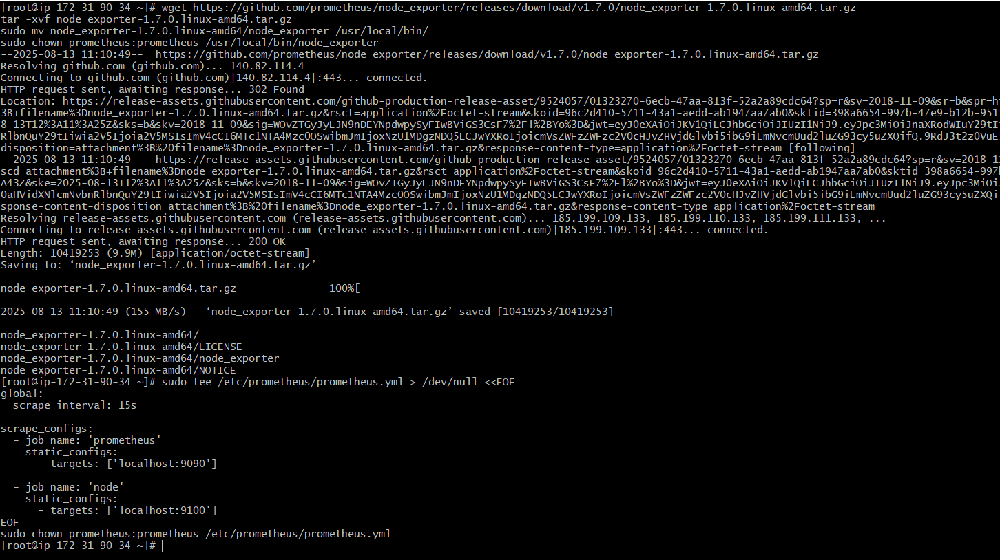 [root@ip-172-31-90-34 ~]# wget https://github.com/prometheus/node_exporter/releases/download/v1.7.0/node_exporter-1.7.0.linux-amd64.tar.gz
tar -xvf node_exporter-1.7.0.linux-amd64.tar.gz
sudo mv node_exporter-1.7.0.linux-amd64/node_exporter /usr/local/bin/
sudo chown prometheus:prometheus /usr/local/bin/node_exporter
--2025-08-13 11:10:49--  https://github.com/prometheus/node_exporter/releases/download/v1.7.0/node_exporter-1.7.0.linux-amd64.tar.gz
Resolving github.com (github.com)... 140.82.114.4
Connecting to github.com (github.com)|140.82.114.4|:443... connected.
HTTP request sent, awaiting response... 302 Found
Location: https://release-assets.githubusercontent.com/github-production-release-asset/9524057/01323270-6ecb-47aa-813f-52a2a89cdc64?sp=r&sv=2018-11-09&sr=b&spr=h
3B+filename%3Dnode_exporter-1.7.0.linux-amd64.tar.gz&rsct=application%2Foctet-stream&skoid=96c2d410-5711-43a1-aedd-ab1947aa7ab0&sktid=398a6654-997b-47e9-b12b-951
8-13T12%3A11%3A25Z&sks=b&skv=2018-11-09&sig=WOvZTGyJyLJN9nDEYNpdwpySyFIwBViGS3CsF7%2Fl%2BYo%3D&jwt=eyJ0eXAiOiJKV1QiLCJhbGciOiJIUzI1NiJ9.eyJpc3MiOiJnaXRodWIuY29tI
RlbnQuY29tIiwia2V5Ijoia2V5MSIsImV4cCI6MTc1NTA4Mzc0OSwibmJmIjoxNzU1MDgzNDQ5LCJwYXRoIjoicmVsZWFzZWFzc2V0cHJvZHVjdGlvbi5ibG9iLmNvcmUud2luZG93cy5uZXQifQ.9RdJ3t2z0VuE
disposition=attachment%3B%20filename%3Dnode_exporter-1.7.0.linux-amd64.tar.gz&response-content-type=application%2Foctet-stream [following]
--2025-08-13 11:10:49--  https://release-assets.githubusercontent.com/github-production-release-asset/9524057/01323270-6ecb-47aa-813f-52a2a89cdc64?sp=r&sv=2018-11
scd=attachment%3B+filename%3Dnode_exporter-1.7.0.linux-amd64.tar.gz&rsct=application%2Foctet-stream&skoid=96c2d410-5711-43a1-aedd-ab1947aa7ab0&sktid=398a6654-997
A43Z&ske=2025-08-13T12%3A11%3A25Z&sks=b&skv=2018-11-09&sig=WOvZTGyJyLJN9nDEYNpdwpySyFIwBViGS3CsF7%2Fl%2BYo%3D&jwt=eyJ0eXAiOiJKV1QiLCJhbGciOiJIUzI1NiJ9.eyJpc3MiOi
0aHVidXNlcmNvbnRlbnQuY29tIiwia2V5Ijoia2V5MSIsImV4cCI6MTc1NTA4Mzc0OSwibmJmIjoxNzU1MDgzNDQ5LCJwYXRoIjoicmVsZWFzZWFzc2V0cHJvZHVjdGlvbi5ibG9iLmNvcmUud2luZG93cy5uZXQi
sponse-content-disposition=attachment%3B%20filename%3Dnode_exporter-1.7.0.linux-amd64.tar.gz&response-content-type=application%2Foctet-stream
Resolving release-assets.githubusercontent.com (release-assets.githubusercontent.com)... 185.199.109.133, 185.199.110.133, 185.199.111.133, ...
Connecting to release-assets.githubusercontent.com (release-assets.githubusercontent.com)|185.199.109.133|:443... connected.
HTTP request sent, awaiting response... 200 OK
Length: 10419253 (9.9M) [application/octet-stream]
Saving to: ‘node_exporter-1.7.0.linux-amd64.tar.gz’

node_exporter-1.7.0.linux-amd64.tar.gz               100%[=======================================================================================================

2025-08-13 11:10:49 (155 MB/s) - ‘node_exporter-1.7.0.linux-amd64.tar.gz’ saved [10419253/10419253]

node_exporter-1.7.0.linux-amd64/
node_exporter-1.7.0.linux-amd64/LICENSE
node_exporter-1.7.0.linux-amd64/node_exporter
node_exporter-1.7.0.linux-amd64/NOTICE
[root@ip-172-31-90-34 ~]# sudo tee /etc/prometheus/prometheus.yml > /dev/null <<EOF
global:
  scrape_interval: 15s

scrape_configs:
  - job_name: 'prometheus'
    static_configs:
      - targets: ['localhost:9090']

  - job_name: 'node'
    static_configs:
      - targets: ['localhost:9100']
EOF
sudo chown prometheus:prometheus /etc/prometheus/prometheus.yml
[root@ip-172-31-90-34 ~]#